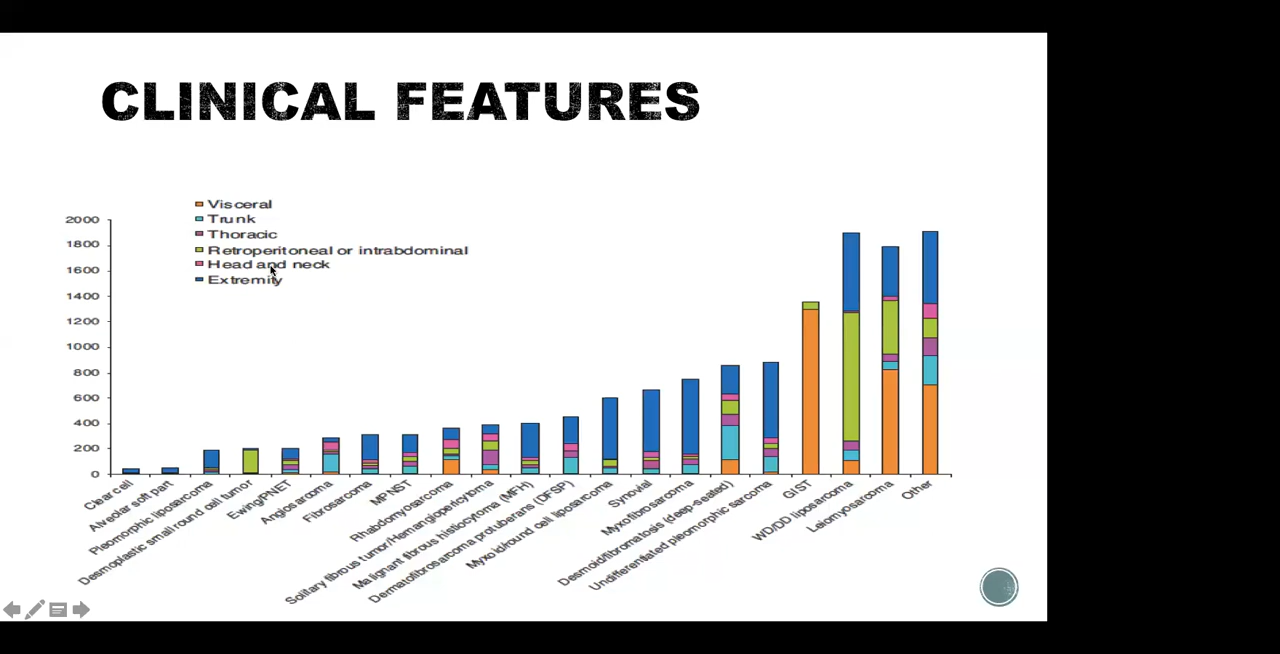 CLINICAL FEATURES
Visceral
Trunk
Thoracic
Retroperitoneal or intrabdominal
Head and neck
Extremity
2000
1800
1600
1400
1200
1000
800
600
400
200
0
Clear cell
Alveolar soft part
Pleomorphic liposarcoma
Desmoplastic small round cell tumor
Ewing/PNET
Angiosarcoma
Fibrosarcoma
MPNST
Rhabdomyosarcoma
Solitary fibrous tumor/Hemangiopericytoma
Malignant fibrous histiocytoma (MFH)
Dermatofibrosarcoma protuberans (DFSP)
Myxoid/round cell liposarcoma
Synovial
Myxofibrosarcoma
Desmoid/fibromatosis (deep-seated)
Undifferentiated pleomorphic sarcoma
GIST
WD/DD liposarcoma
Leiomyosarcoma
Other